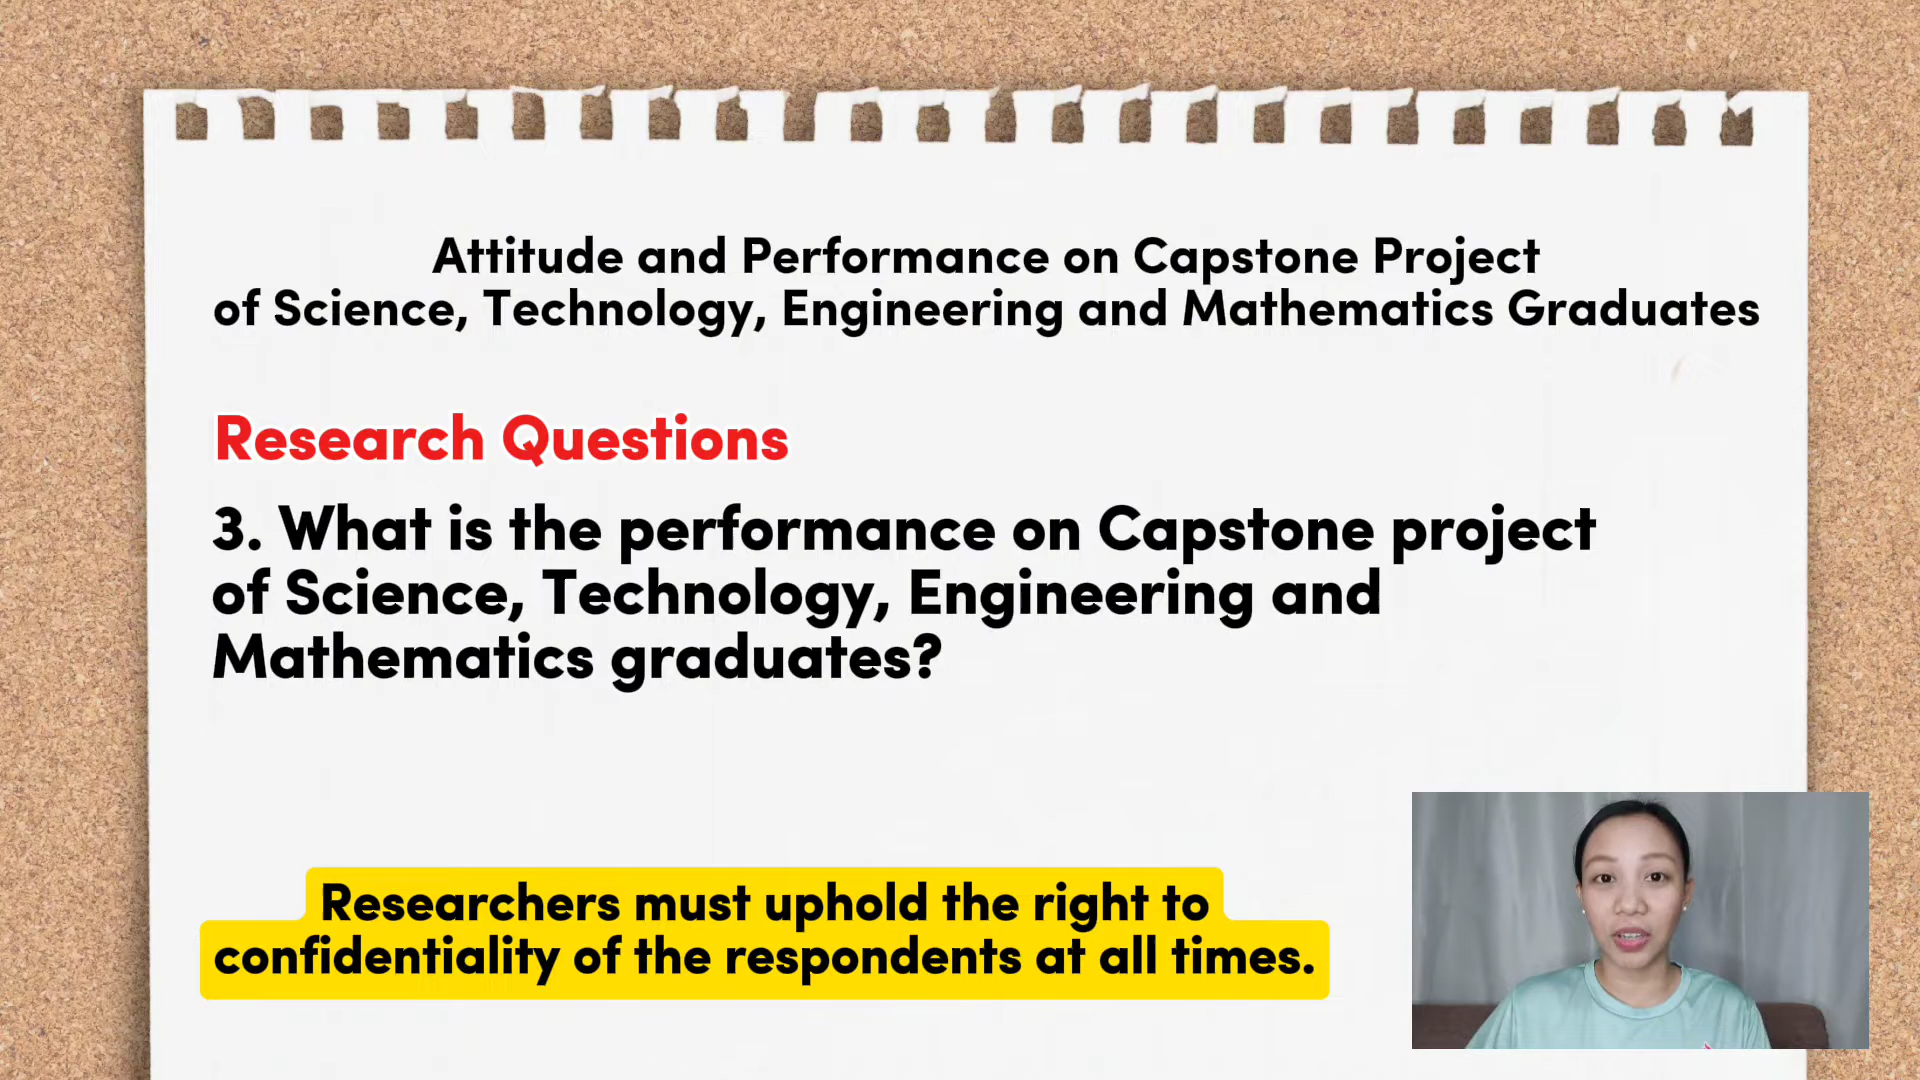 Attitude and Performance on Capstone Project
of Science, Technology, Engineering and Mathematics Graduates
Research Questions
3. What is the performance on Capstone project
of Science, Technology, Engineering and
Mathematics graduates?
Researchers must uphold the right to
confidentiality of the respondents at all times.